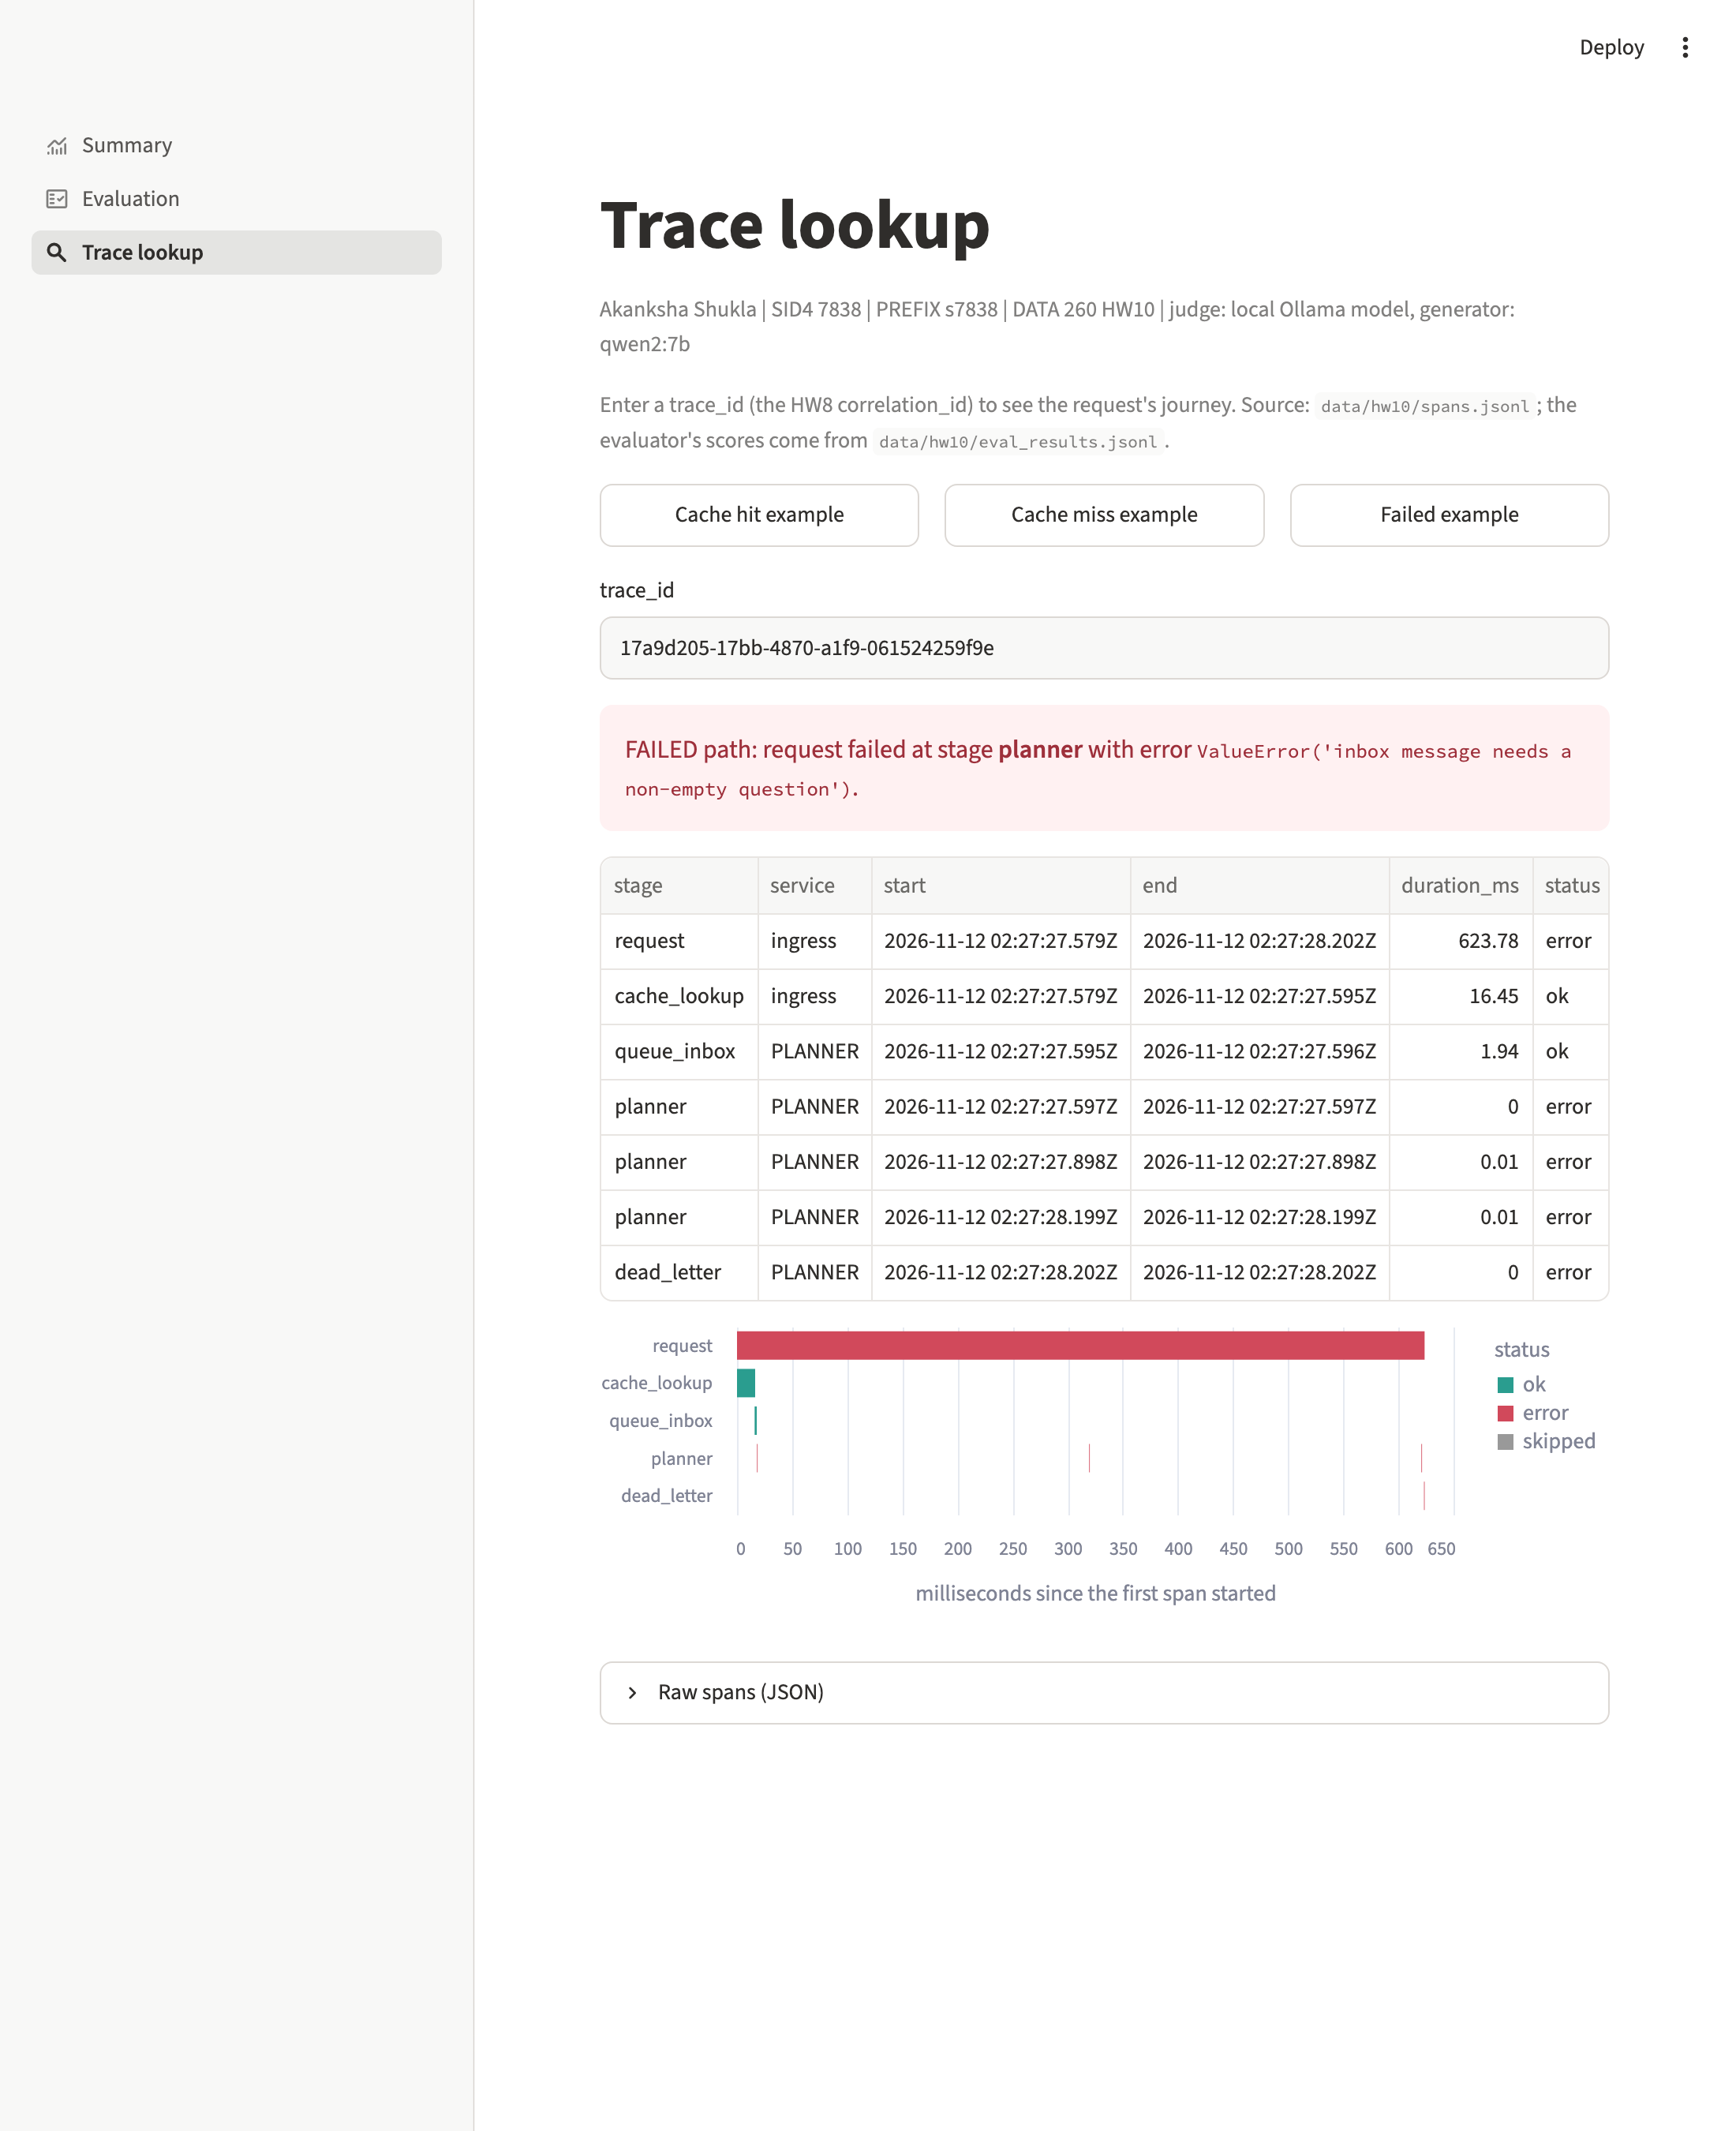 Deploy
Summary
Evaluation
Trace lookup
Trace lookup
Akanksha Shukla | SID4 7838 | PREFIX s7838 | DATA 260 HW10 | judge: local Ollama model, generator:
qwen2:7b
Enter a trace_id (the HW8 correlation_id) to see the request's journey. Source: data/hw10/spans.jsonl ; the
evaluator's scores come from data/hw10/eval_results.jsonl .
Cache hit example Cache miss example Failed example
trace_id
17a9d205-17bb-4870-a1f9-061524259f9e
FAILED path: request failed at stage planner with error ValueError('inbox message needs a
non-empty question').
stage service start end duration_ms status
request ingress 2026-11-12 02:27:27.579Z 2026-11-12 02:27:28.202Z 623.78 error
cache_lookup ingress 2026-11-12 02:27:27.579Z 2026-11-12 02:27:27.595Z 16.45 ok
queue_inbox PLANNER 2026-11-12 02:27:27.595Z 2026-11-12 02:27:27.596Z 1.94 ok
planner PLANNER 2026-11-12 02:27:27.597Z 2026-11-12 02:27:27.597Z 0 error
planner PLANNER 2026-11-12 02:27:27.898Z 2026-11-12 02:27:27.898Z 0.01 error
planner PLANNER 2026-11-12 02:27:28.199Z 2026-11-12 02:27:28.199Z 0.01 error
dead_letter PLANNER 2026-11-12 02:27:28.202Z 2026-11-12 02:27:28.202Z 0 error
request
cache_lookup
queue_inbox
planner
dead_letter
status
ok
error
skipped
0 50 100 150 200 250 300 350 400 450 500 550 600 650
milliseconds since the first span started
Raw spans (JSON)